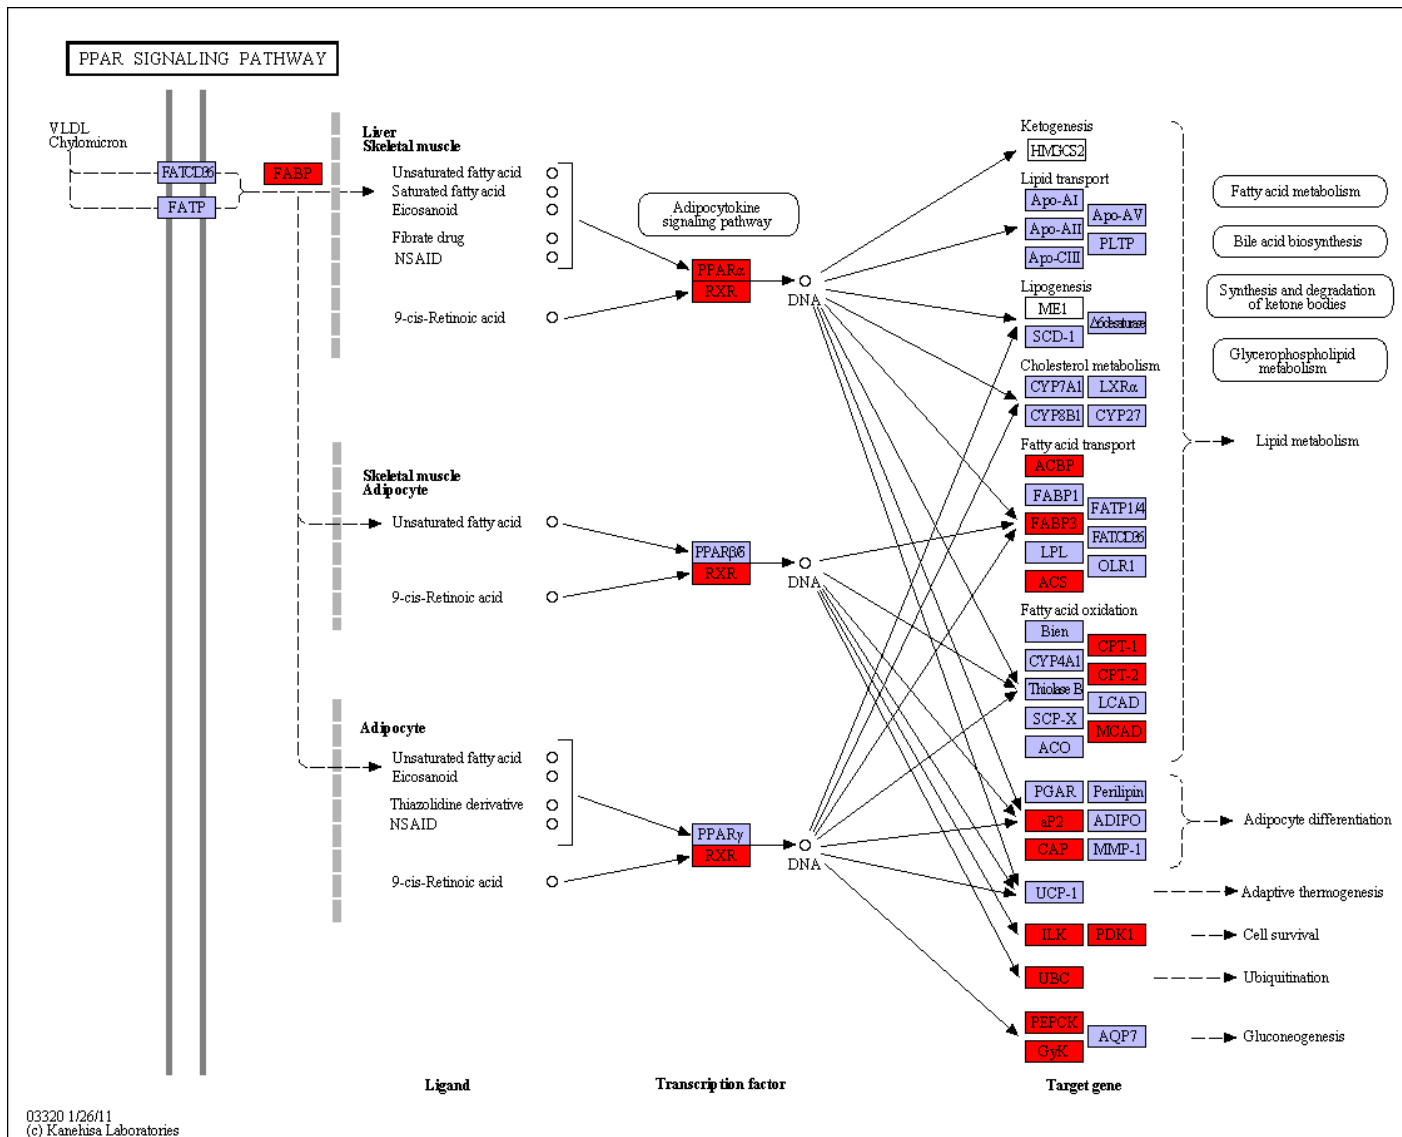 PPAR SIGNALING PATHWAY
VLDL
Chylomicron
FATCD36
FATP
FABP
Liver
Skeletal muscle
Unsaturated fatty acid
Saturated fatty acid
Eicosanoid
Fibrate drug
NSAID
9-cis-Retinoic acid
Adipocytokine
signaling pathway
PPARα
RXR
DNA
Skeletal muscle
Adipocyte
Unsaturated fatty acid
9-cis-Retinoic acid
PPARβ/δ
RXR
DNA
Adipocyte
Unsaturated fatty acid
Eicosanoid
Thiazolidine derivative
NSAID
9-cis-Retinoic acid
PPARγ
RXR
DNA
Ketogenesis
HMGCS2
Lipid transport
Apo-AI
Apo-AV
Apo-AII
PLTP
Apo-CIII
Lipogenesis
ME1
Δ6desaturase
SCD-1
Cholesterol metabolism
CYP7A1 LXRα
CYP8B1 CYP27
Fatty acid transport
ACBP
FABP1
FATP1/4
FABP3
FATCD36
LPL
OLR1
ACS
Fatty acid oxidation
Bien
CPT-1
CYP4A1
CPT-2
Thiolase B
LCAD
SCP-X
MCAD
ACO
PGAR Perilipin
aP2 ADIPO
CAP MMP-1
UCP-1
ILK PDK1
UBC
PEPCK
AQP7
GyK
Fatty acid metabolism
Bile acid biosynthesis
Synthesis and degradation
of ketone bodies
Glycerophospholipid
metabolism
Lipid metabolism
Adipocyte differentiation
Adaptive thermogenesis
Cell survival
Ubiquitination
Gluconeogenesis
Ligand
Transcription factor
Target gene
03320 1/26/11
(c) Kanehisa Laboratories